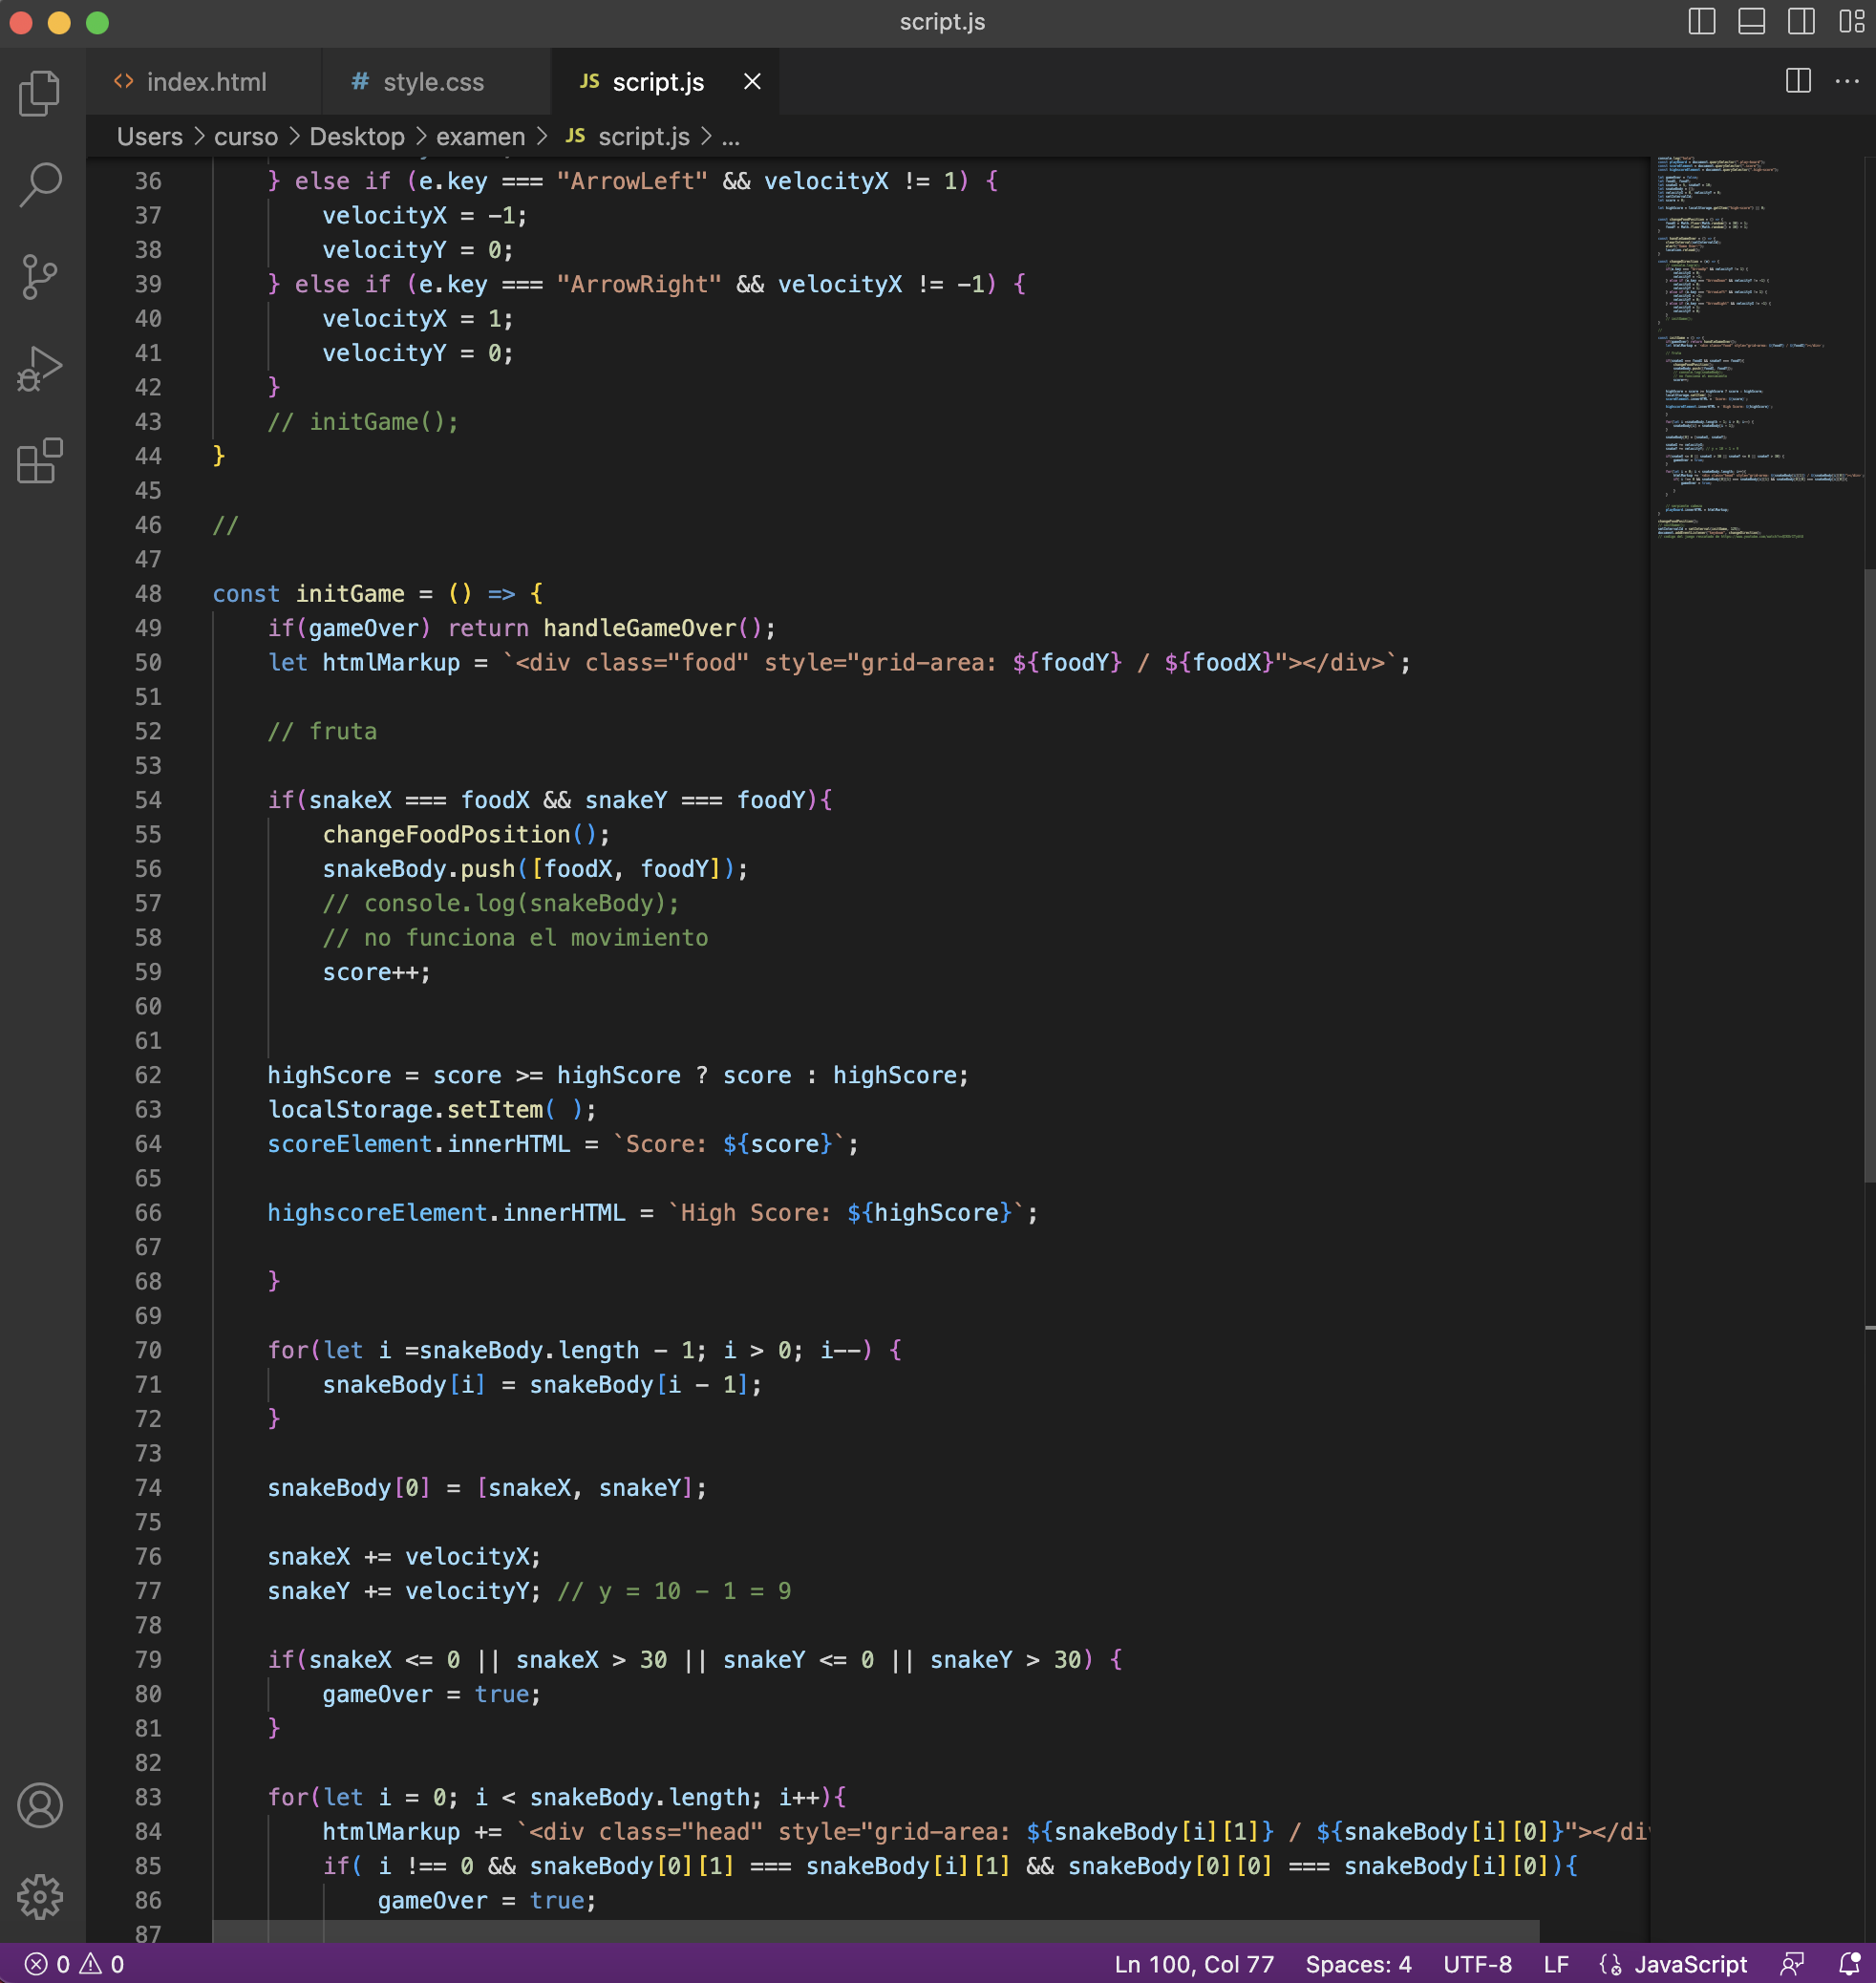 script.js
<> index.html
# style.css
JS script.js
Users > curso > Desktop > examen > JS script.js > ...
36 } else if (e.key === "ArrowLeft" && velocityX != 1) {
37 velocityX = -1;
38 velocityY = 0;
39 } else if (e.key === "ArrowRight" && velocityX != -1) {
40 velocityX = 1;
41 velocityY = 0;
42 }
43 // initGame();
44 }
45
46 //
47
48 const initGame = () => {
49 if(gameOver) return handleGameOver();
50 let htmlMarkup = `<div class="food" style="grid-area: ${foodY} / ${foodX}"></div>`;
51
52 // fruta
53
54 if(snakeX === foodX && snakeY === foodY){
55 changeFoodPosition();
56 snakeBody.push([foodX, foodY]);
57 // console.log(snakeBody);
58 // no funciona el movimiento
59 score++;
60
61
62 highScore = score >= highScore ? score : highScore;
63 localStorage.setItem( );
64 scoreElement.innerHTML = `Score: ${score}`;
65
66 highscoreElement.innerHTML = `High Score: ${highScore}`;
67
68 }
69
70 for(let i =snakeBody.length - 1; i > 0; i--) {
71 snakeBody[i] = snakeBody[i - 1];
72 }
73
74 snakeBody[0] = [snakeX, snakeY];
75
76 snakeX += velocityX;
77 snakeY += velocityY; // y = 10 - 1 = 9
78
79 if(snakeX <= 0 || snakeX > 30 || snakeY <= 0 || snakeY > 30) {
80 gameOver = true;
81 }
82
83 for(let i = 0; i < snakeBody.length; i++){
84 htmlMarkup += `<div class="head" style="grid-area: ${snakeBody[i][1]} / ${snakeBody[i][0]}"></di
85 if( i !== 0 && snakeBody[0][1] === snakeBody[i][1] && snakeBody[0][0] === snakeBody[i][0]){
86 gameOver = true;
87
0 0 Ln 100, Col 77 Spaces: 4 UTF-8 LF JavaScript